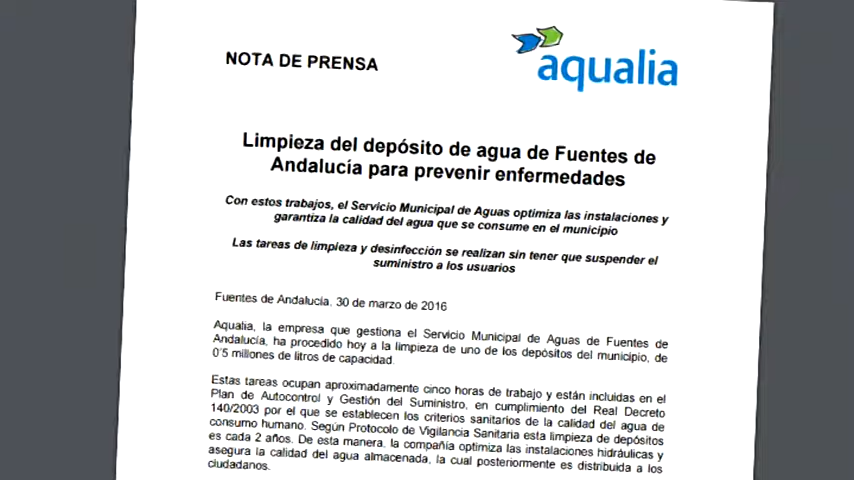 NOTA DE PRENSA
aqualia
Limpieza del depósito de agua de Fuentes de
Andalucía para prevenir enfermedades
Con estos trabajos, el Servicio Municipal de Aguas optimiza las instalaciones y
garantiza la calidad del agua que se consume en el municipio
Las tareas de limpieza y desinfección se realizan sin tener que suspender el
suministro a los usuarios
Fuentes de Andalucía, 30 de marzo de 2016
Aqualia, la empresa que gestiona el Servicio Municipal de Aguas de Fuentes de
Andalucía, ha procedido hoy a la limpieza de uno de los depósitos del municipio, de
0'5 millones de litros de capacidad.
Estas tareas ocupan aproximadamente cinco horas de trabajo y están incluidas en el
Plan de Autocontrol y Gestión del Suministro, en cumplimiento del Real Decreto
140/2003 por el que se establecen los criterios sanitarios de la calidad del agua de
consumo humano. Según Protocolo de Vigilancia Sanitaria esta limpieza de depósitos
es cada 2 años. De esta manera, la compañía optimiza las instalaciones hidráulicas y
asegura la calidad del agua almacenada, la cual posteriormente es distribuida a los
ciudadanos.